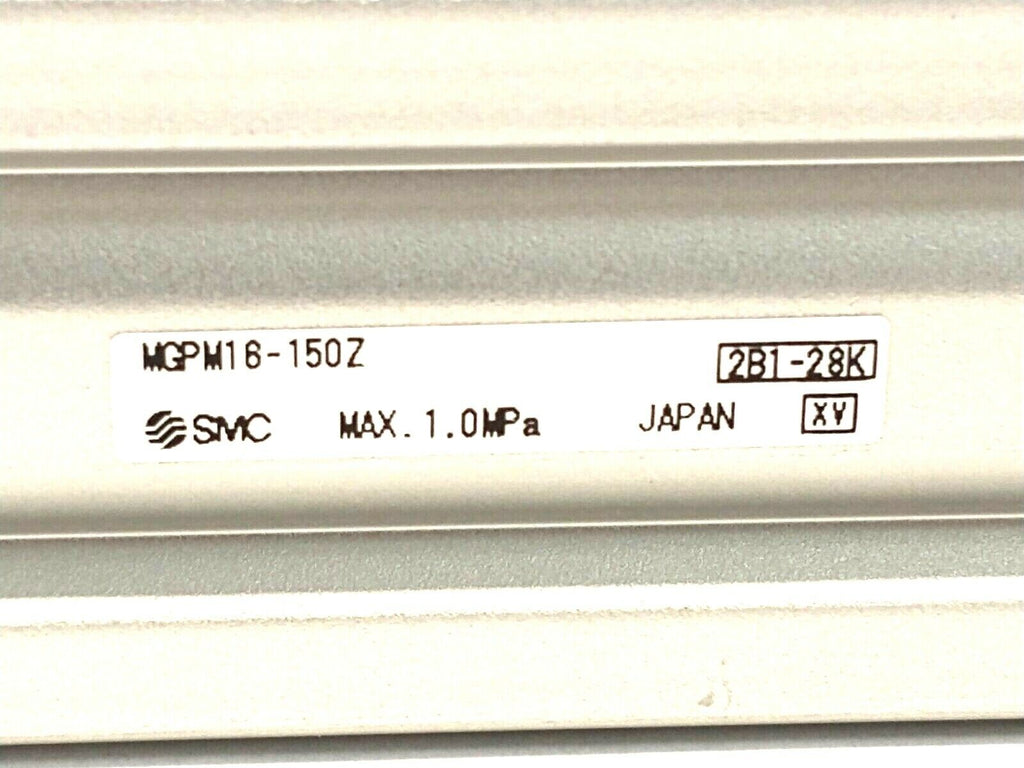 MGPM16-150Z 2B1-28K
SMC MAX. 1.0MPa JAPAN XY